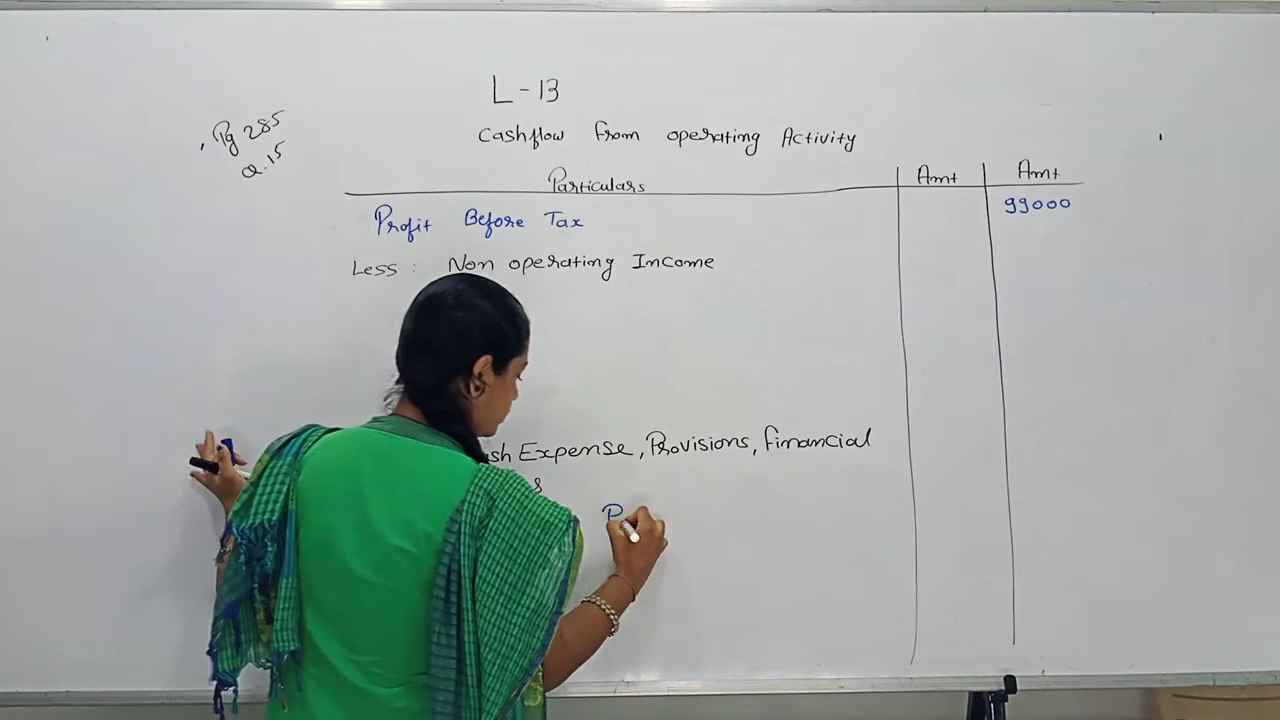 L-13
Pg 285
Q.15
Cashflow from operating Activity
Particulars Amt Amt
Profit Before Tax 99000
Less : Non operating Income
Expense, Provisions, Financial